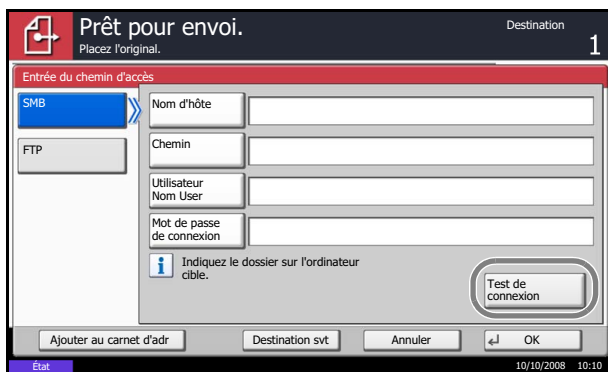 Prêt pour envoi.
Placez l'original.
Destination
1
Entrée du chemin d'accès
SMB
FTP
Nom d'hôte
Chemin
Utilisateur
Nom User
Mot de passe
de connexion
i
Indiquez le dossier sur l'ordinateur
cible.
Test de
connexion
Ajouter au carnet d'adr
Destination svt
Annuler
OK
État
10/10/2008 10:10